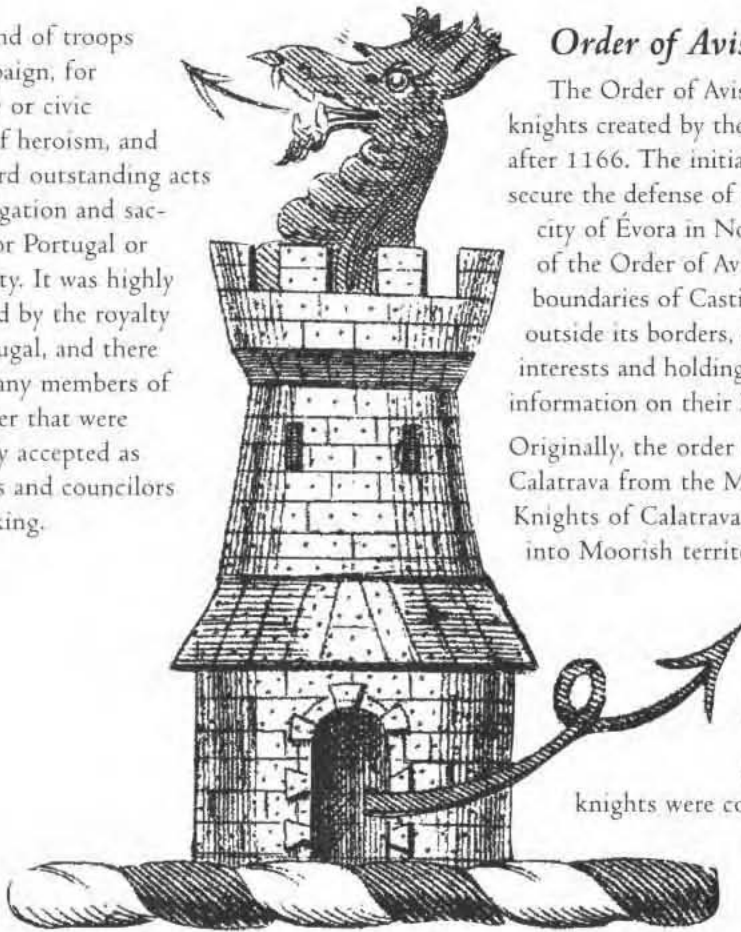 nd of troops
paign, for
or civic
of heroism, and
rd outstanding acts
gation and sac-
or Portugal or
ty. It was highly
d by the royalty
ugal, and there
any members of
er that were
y accepted as
s and councilors
king.
Order of Avis
The Order of Avis
knights created by the
after 1166. The initia
secure the defense of
city of Évora in No
of the Order of Av
boundaries of Casti
outside its borders,
interests and holding
information on their
Originally, the order
Calatrava from the M
Knights of Calatrava
into Moorish territo
knights were co